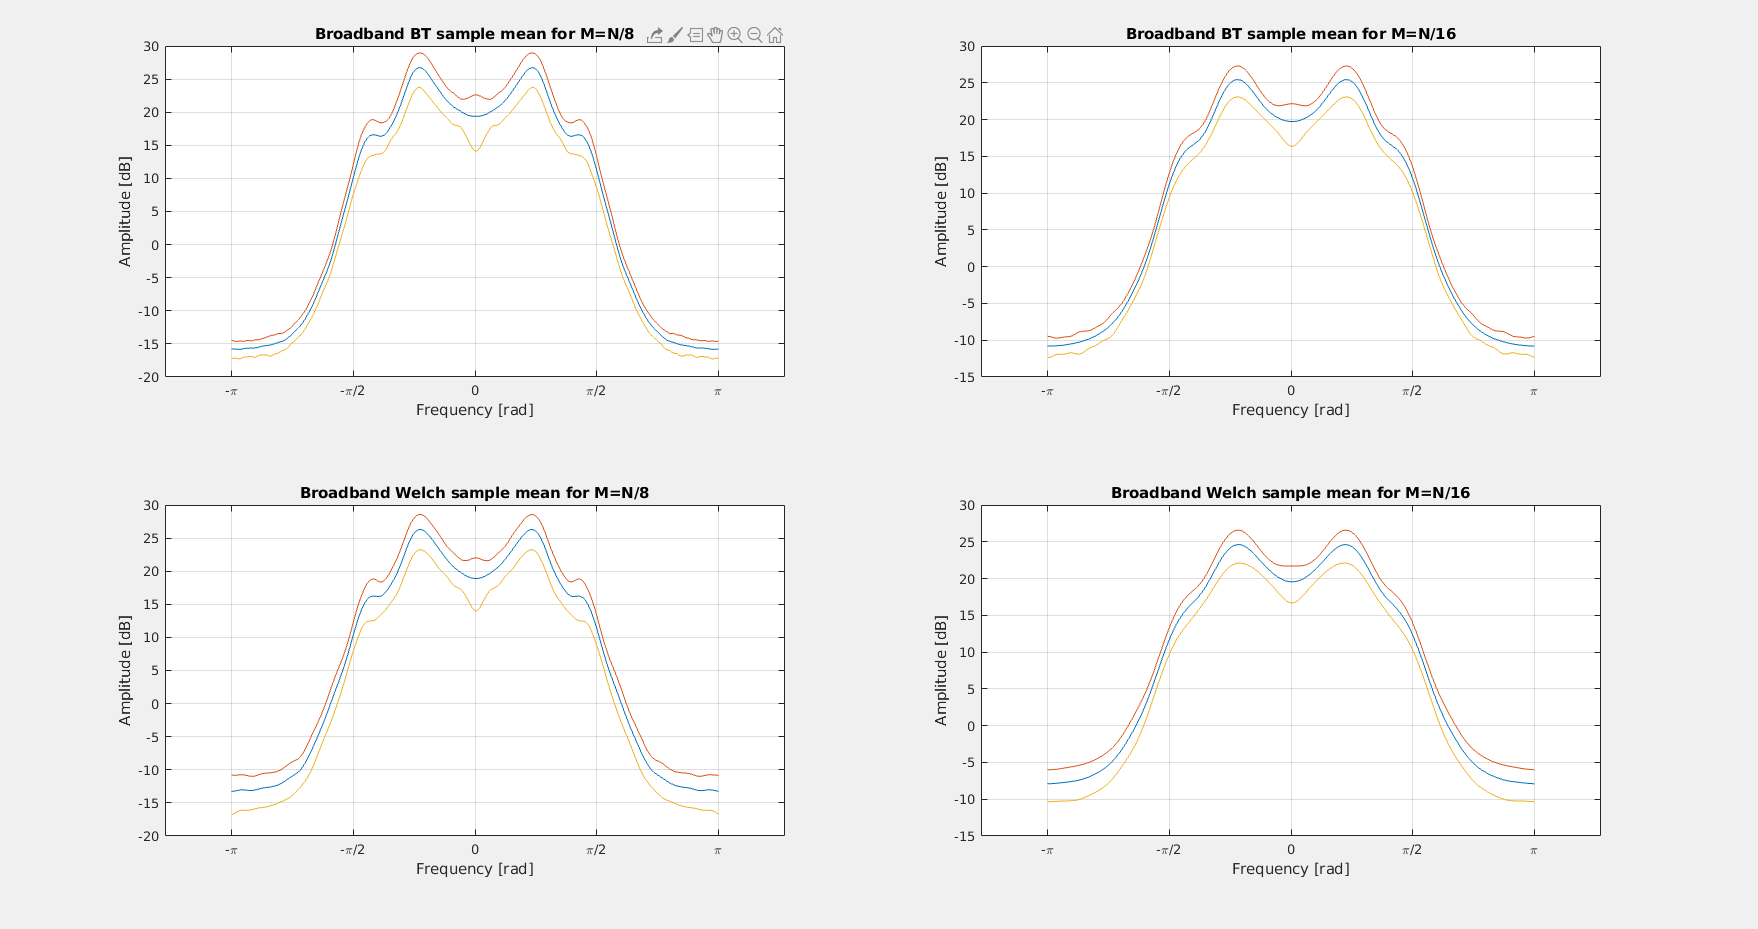 Broadband BT sample mean for M=N/8
30
25
20
15
10
5
0
-5
-10
-15
-20
Amplitude [dB]
-π
-π/2
0
π/2
π
Frequency [rad]
Broadband BT sample mean for M=N/16
30
25
20
15
10
5
0
-5
-10
-15
Amplitude [dB]
-π
-π/2
0
π/2
π
Frequency [rad]
Broadband Welch sample mean for M=N/8
30
25
20
15
10
5
0
-5
-10
-15
-20
Amplitude [dB]
-π
-π/2
0
π/2
π
Frequency [rad]
Broadband Welch sample mean for M=N/16
30
25
20
15
10
5
0
-5
-10
-15
Amplitude [dB]
-π
-π/2
0
π/2
π
Frequency [rad]